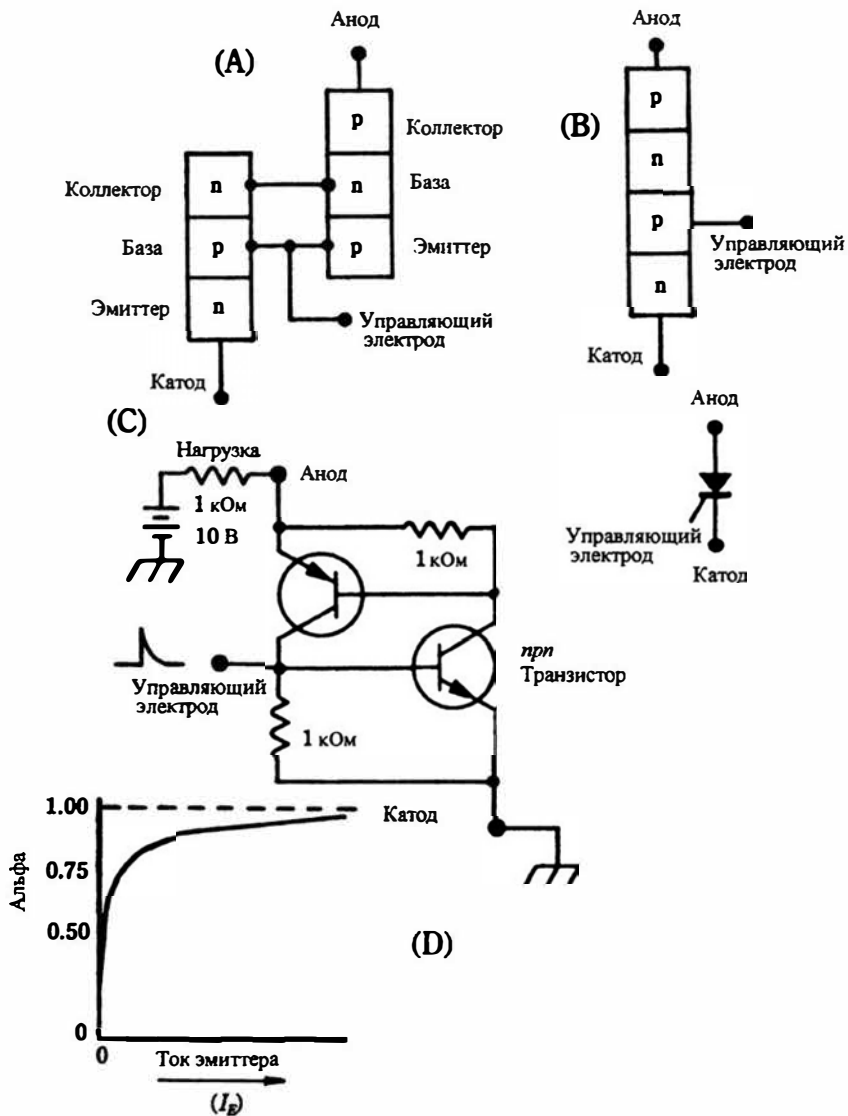 Анод
(A)
p
Коллектор
Коллектор
n
n
База
База
p
p
Эмиттер
Эмиттер
n
Управляющий
электрод
Катод
Анод
(B)
p
n
p
Управляющий
электрод
n
Катод
Анод
Управляющий
электрод
Катод
(C)
Нагрузка
Анод
1 кОм
10 В
1 кОм
npn
Транзистор
Управляющий
электрод
1 кОм
Катод
1.00
0.75
0.50
0
0
Альфа
Ток эмиттера
(I_E)
(D)